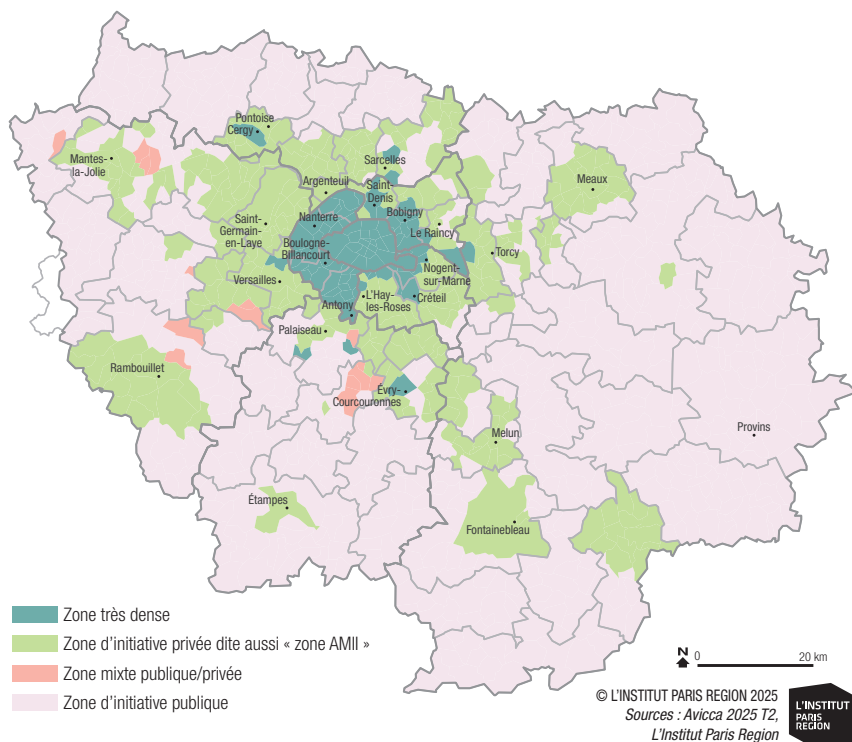 Pontoise
Cergy
Mantes-
la-Jolie
Sarcelles
Argenteuil
Saint-
Denis
Meaux
Nanterre
Bobigny
Saint-
Germain-
en-Laye
Le Raincy
Boulogne-
Billancourt
Torcy
Nogent-
sur-Marne
Versailles
L'Hay-
les-Roses
Créteil
Antony
Palaiseau
Rambouillet
Évry-
Courcouronnes
Melun
Provins
Étampes
Fontainebleau
Zone très dense
Zone d'initiative privée dite aussi « zone AMII »
Zone mixte publique/privée
Zone d'initiative publique
N
0 20 km
© L'INSTITUT PARIS REGION 2025
Sources : Avicca 2025 T2,
L'Institut Paris Region
L'INSTITUT
PARIS
REGION